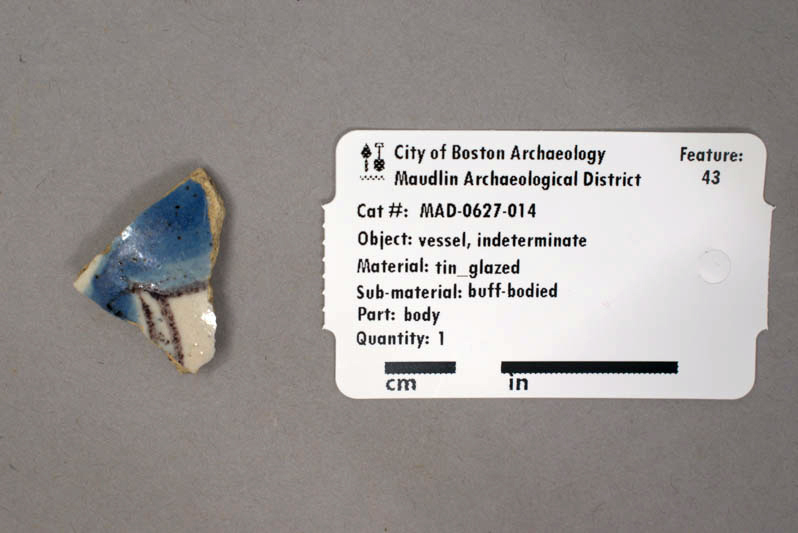 City of Boston Archaeology
Maudlin Archaeological District
Feature:
43
Cat #: MAD-0627-014
Object: vessel, indeterminate
Material: tin_glazed
Sub-material: buff-bodied
Part: body
Quantity: 1
cm in